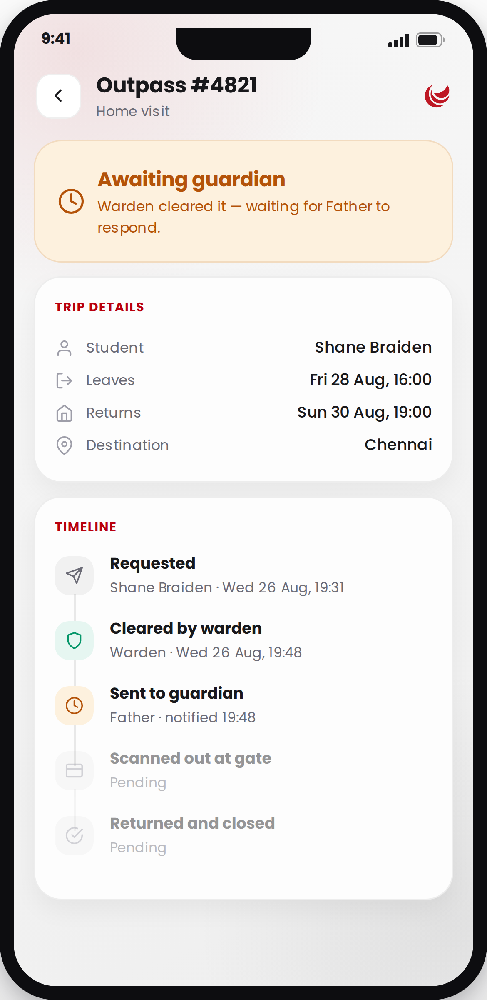 9:41
Outpass #4821
Home visit
Awaiting guardian
Warden cleared it — waiting for Father to
respond.
TRIP DETAILS
Student Shane Braiden
Leaves Fri 28 Aug, 16:00
Returns Sun 30 Aug, 19:00
Destination Chennai
TIMELINE
Requested
Shane Braiden · Wed 26 Aug, 19:31
Cleared by warden
Warden · Wed 26 Aug, 19:48
Sent to guardian
Father · notified 19:48
Scanned out at gate
Pending
Returned and closed
Pending